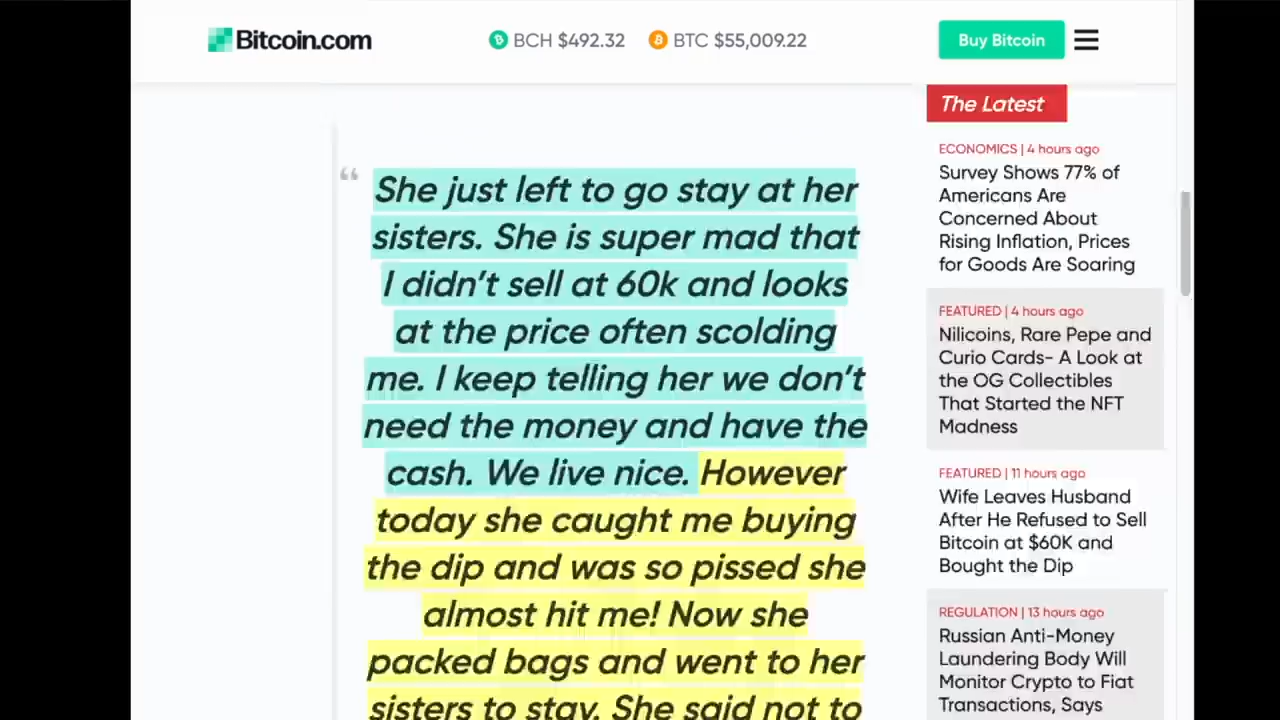 Bitcoin.com
BCH $492.32
BTC $55,009.22
Buy Bitcoin
“
She just left to go stay at her
sisters. She is super mad that
I didn’t sell at 60k and looks
at the price often scolding
me. I keep telling her we don’t
need the money and have the
cash. We live nice. However
today she caught me buying
the dip and was so pissed she
almost hit me! Now she
packed bags and went to her
sisters to stay. She said not to
The Latest
ECONOMICS | 4 hours ago
Survey Shows 77% of
Americans Are
Concerned About
Rising Inflation, Prices
for Goods Are Soaring
FEATURED | 4 hours ago
Nilicoins, Rare Pepe and
Curio Cards- A Look at
the OG Collectibles
That Started the NFT
Madness
FEATURED | 11 hours ago
Wife Leaves Husband
After He Refused to Sell
Bitcoin at $60K and
Bought the Dip
REGULATION | 13 hours ago
Russian Anti-Money
Laundering Body Will
Monitor Crypto to Fiat
Transactions, Says